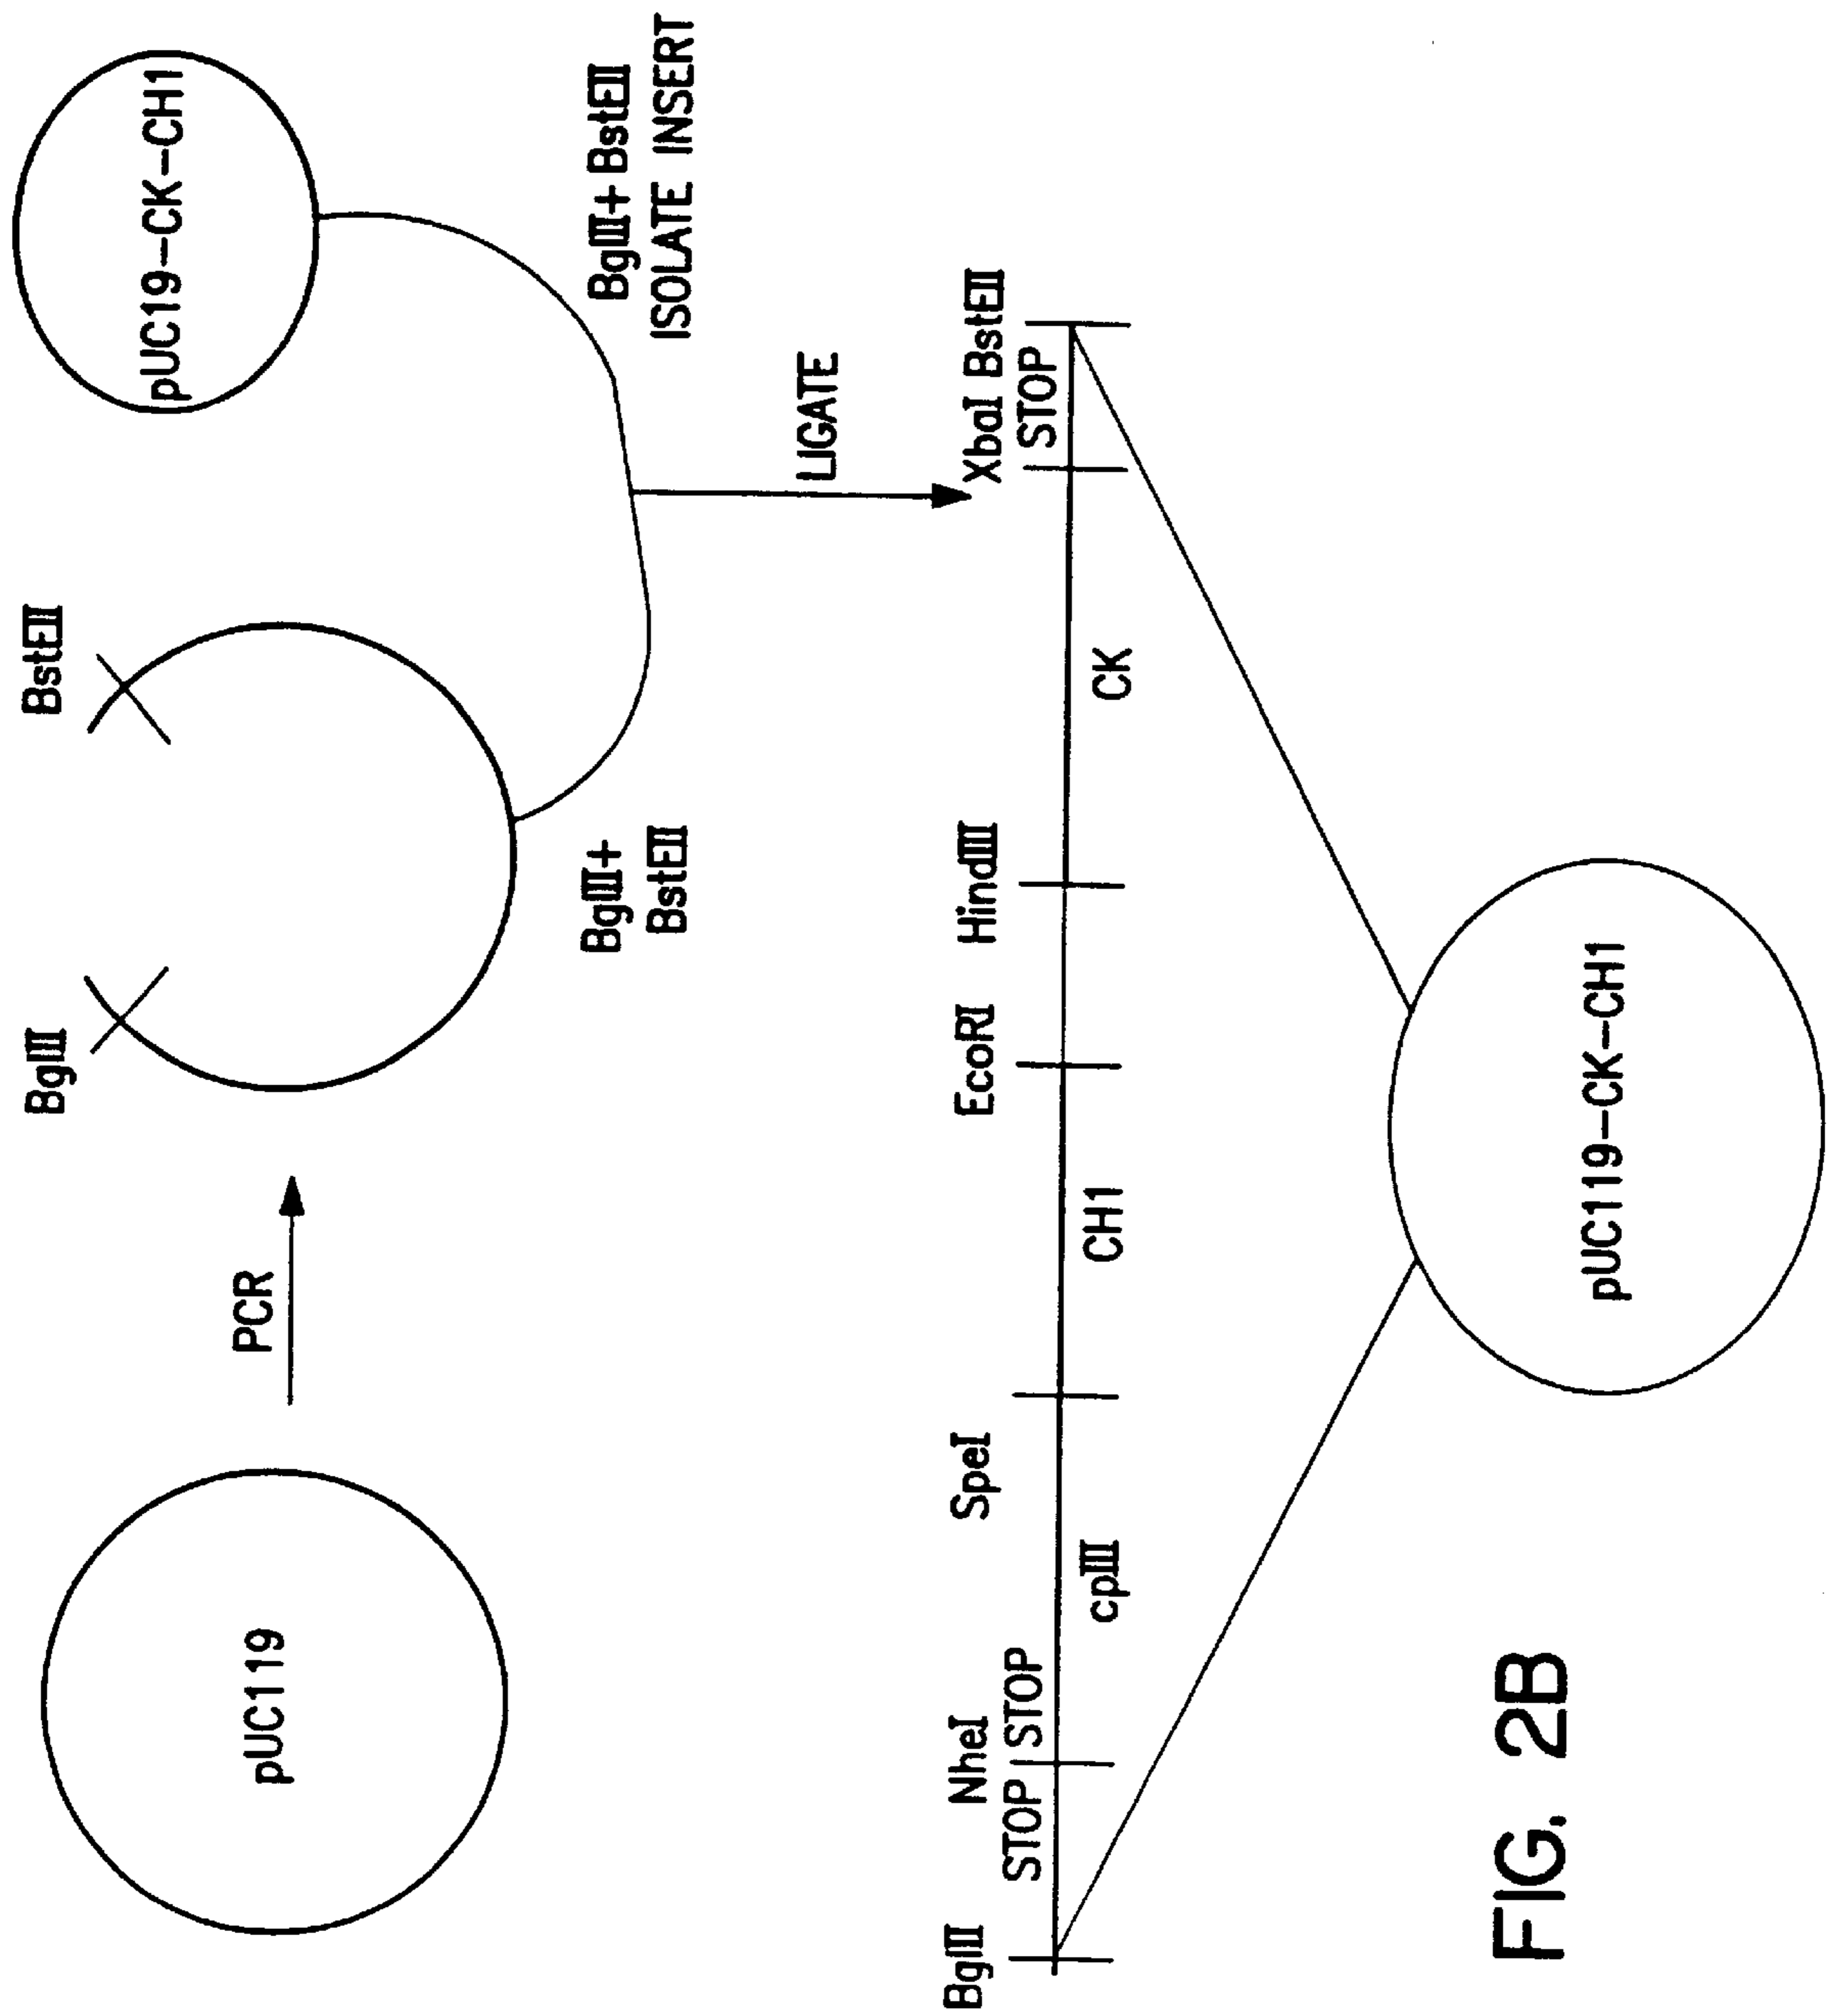 pUC119
PCR
BglII
BstEII
pUC19-CK-CH1
BglII+
BstEII
BglII+BstEII
ISOLATE INSERT
LIGATE
BglII NheI SpeI EcoRI HindIII XbaI BstEII
STOP STOP STOP
cpIII CH1 CK
pUC119-CK-CH1
FIG. 2B